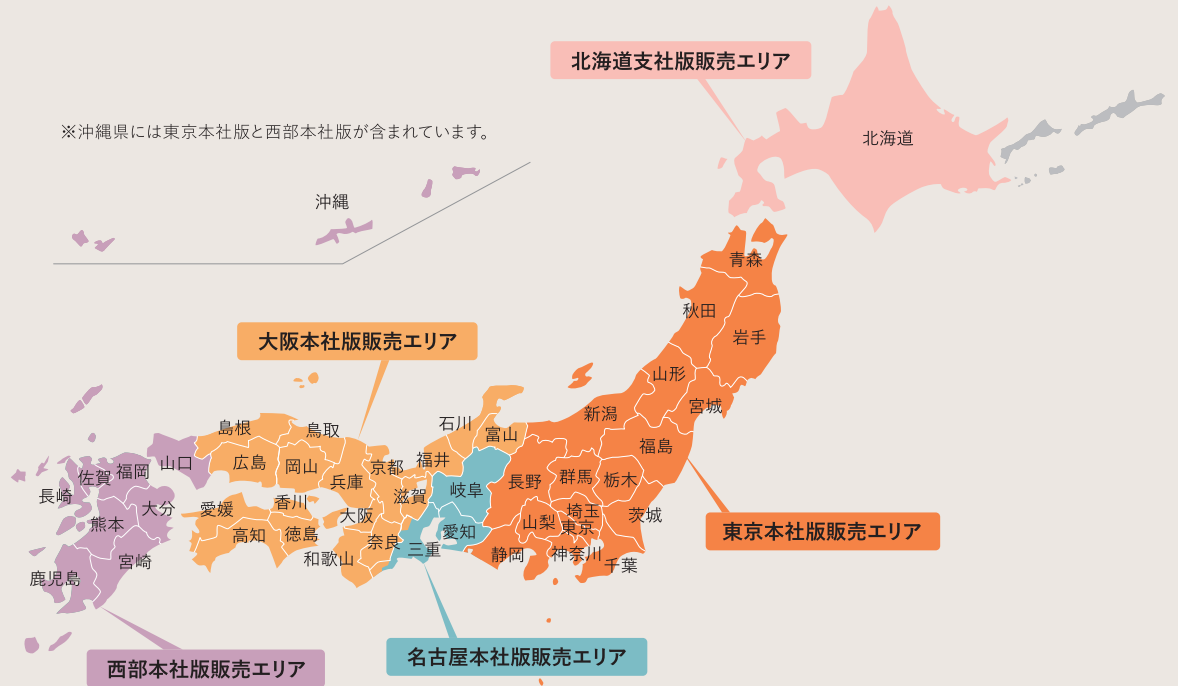 北海道支社版販売エリア
北海道
※沖縄県には東京本社版と西部本社版が含まれています。
沖縄
青森
秋田
岩手
大阪本社版販売エリア
山形
宮城
新潟
石川
島根
鳥取
富山
福島
広島
岡山
京都
福井
山口
福岡
佐賀
兵庫
岐阜
長野
群馬
栃木
長崎
滋賀
大分
愛媛
香川
大阪
埼玉
茨城
熊本
山梨
東京
愛知
東京本社版販売エリア
高知
徳島
奈良
三重
静岡
神奈川
千葉
宮崎
和歌山
鹿児島
名古屋本社版販売エリア
西部本社版販売エリア